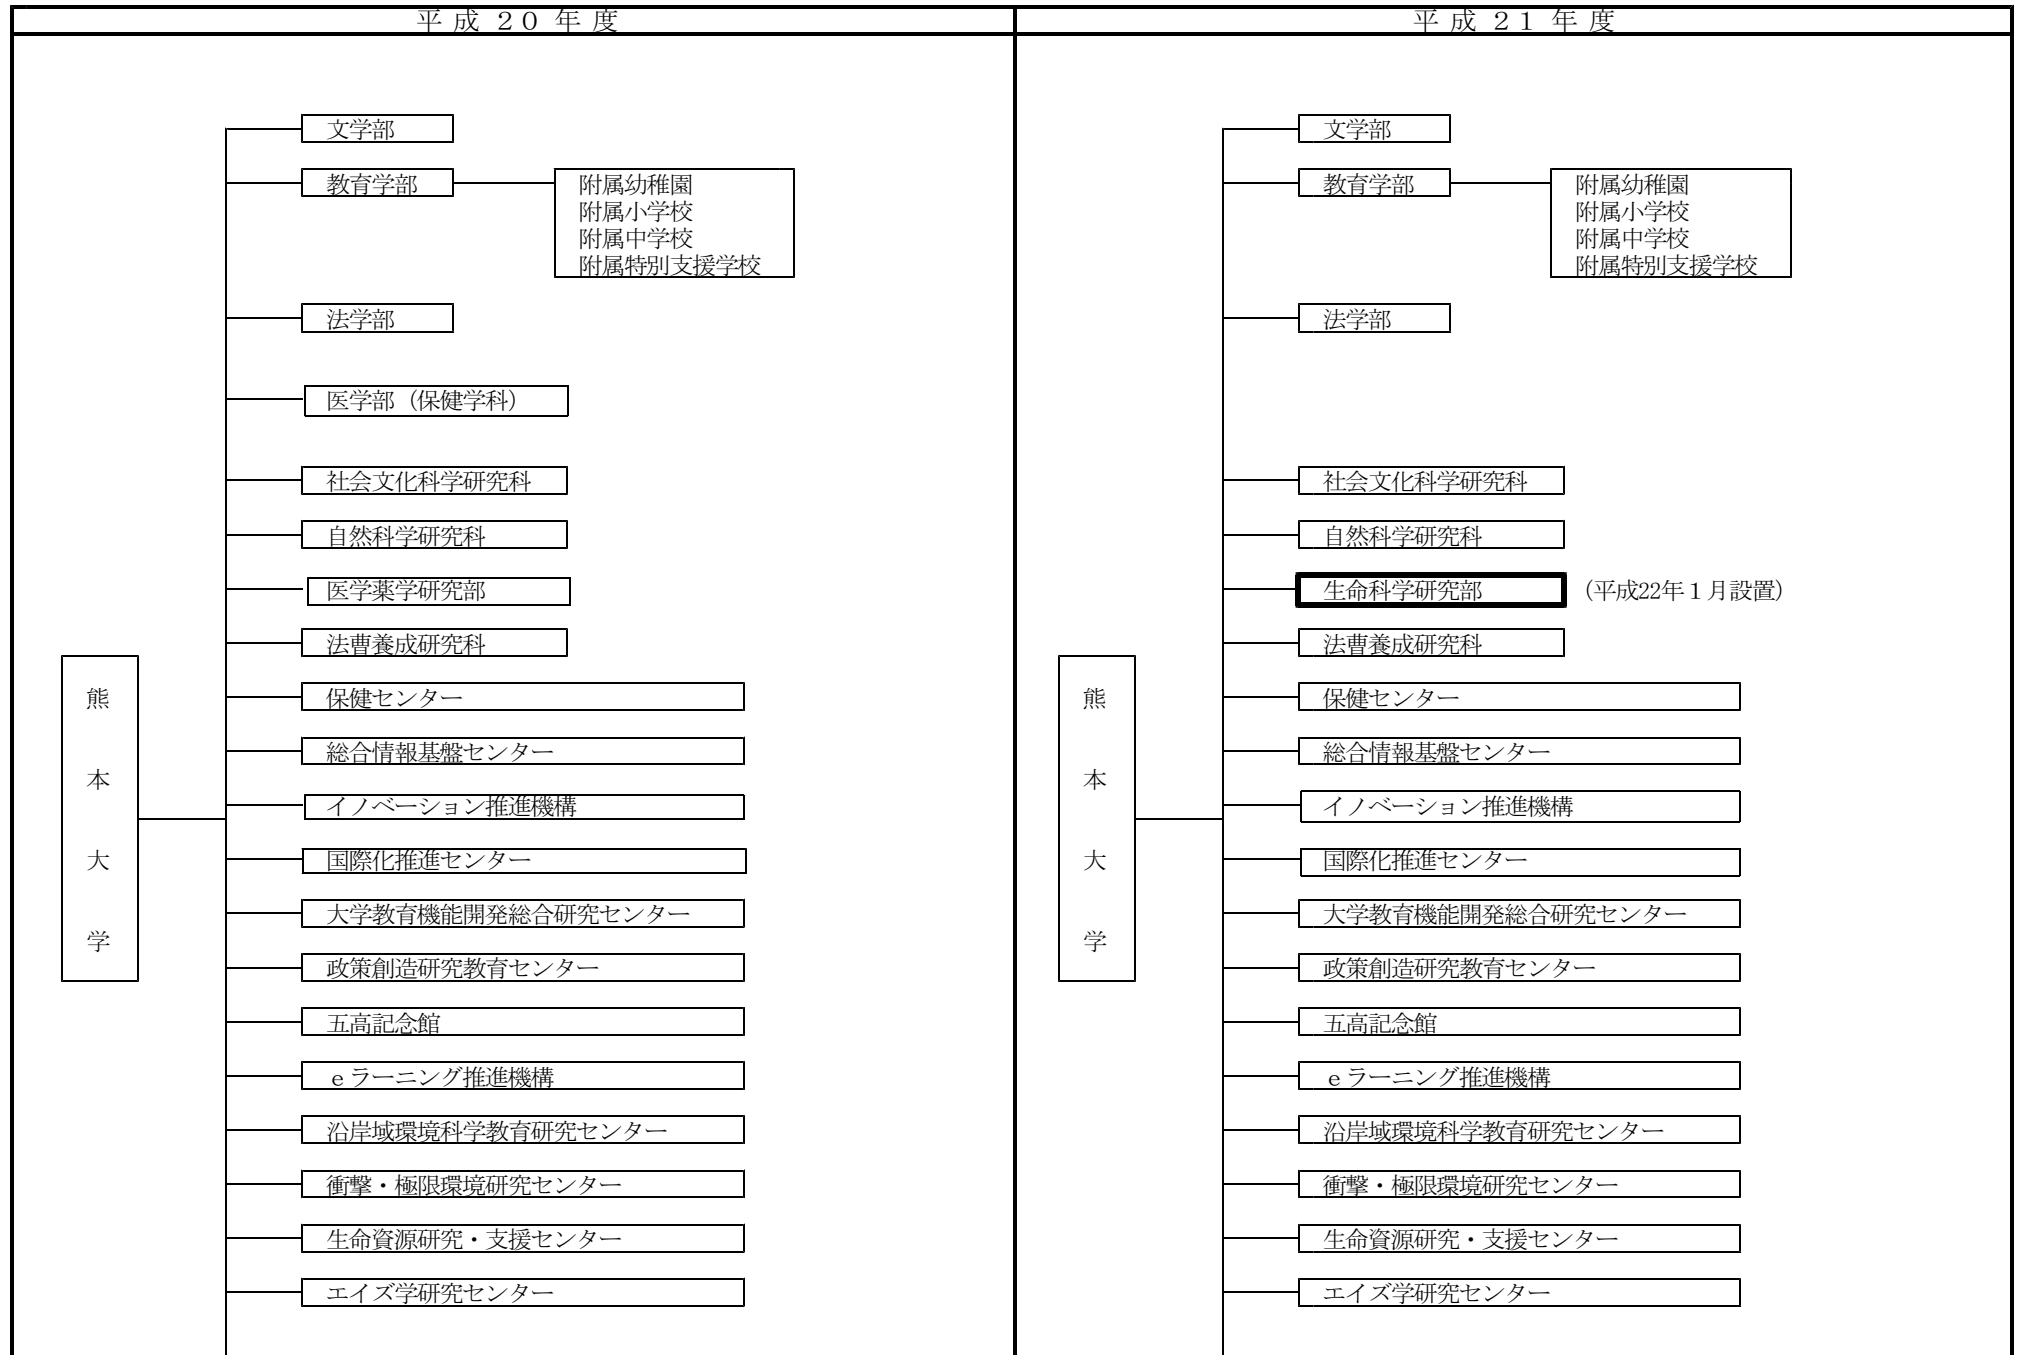 平成20年度
文学部
教育学部
附属幼稚園
附属小学校
附属中学校
附属特別支援学校
法学部
医学部（保健学科）
社会文化科学研究科
自然科学研究科
医学薬学研究部
法曹養成研究科
熊本大学
保健センター
総合情報基盤センター
イノベーション推進機構
国際化推進センター
大学教育機能開発総合研究センター
政策創造研究教育センター
五高記念館
ｅラーニング推進機構
沿岸域環境科学教育研究センター
衝撃・極限環境研究センター
生命資源研究・支援センター
エイズ学研究センター
平成21年度
文学部
教育学部
附属幼稚園
附属小学校
附属中学校
附属特別支援学校
法学部
社会文化科学研究科
自然科学研究科
生命科学研究部 （平成22年１月設置）
法曹養成研究科
熊本大学
保健センター
総合情報基盤センター
イノベーション推進機構
国際化推進センター
大学教育機能開発総合研究センター
政策創造研究教育センター
五高記念館
ｅラーニング推進機構
沿岸域環境科学教育研究センター
衝撃・極限環境研究センター
生命資源研究・支援センター
エイズ学研究センター